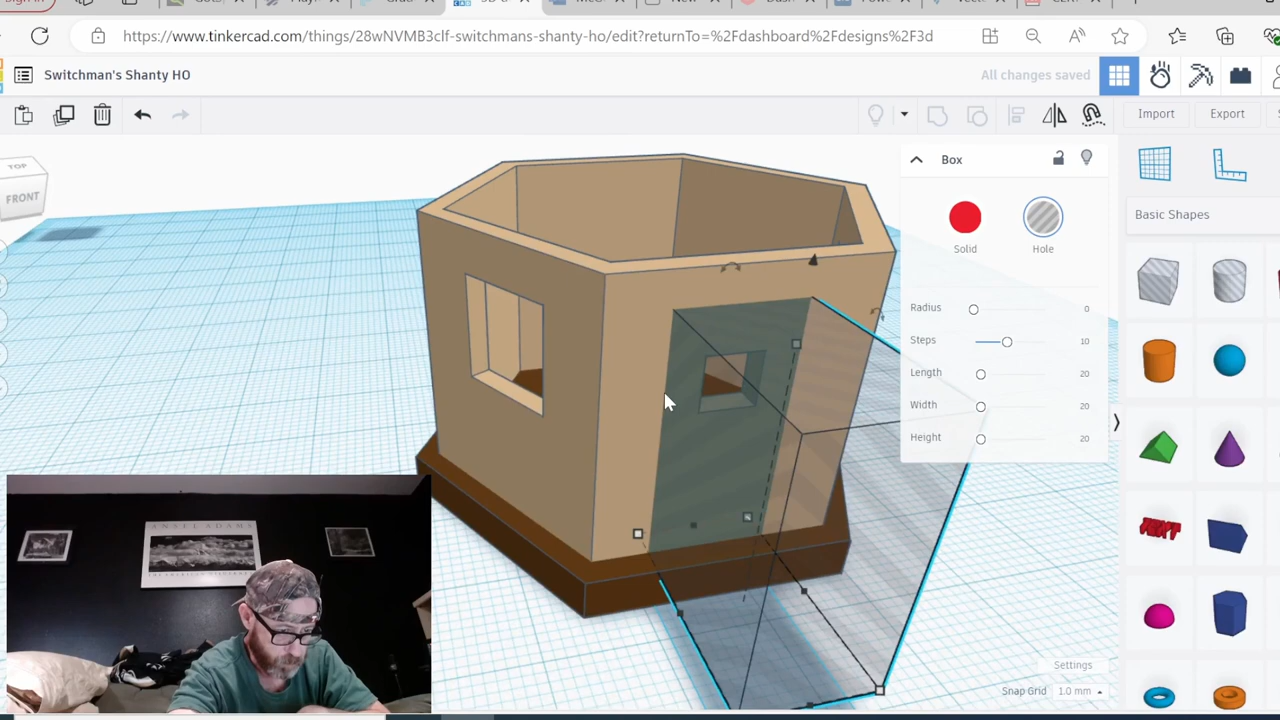 https://www.tinkercad.com/things/28wNVMB3clf-switchmans-shanty-ho/edit?returnTo=%2Fdashboard%2Fdesigns%2F3d
Switchman's Shanty HO
All changes saved
Import
Export
TOP
FRONT
Box
Solid
Hole
Radius 0
Steps 10
Length 20
Width 20
Height 20
Basic Shapes
ANSEL ADAMS
Settings
Snap Grid 1.0 mm